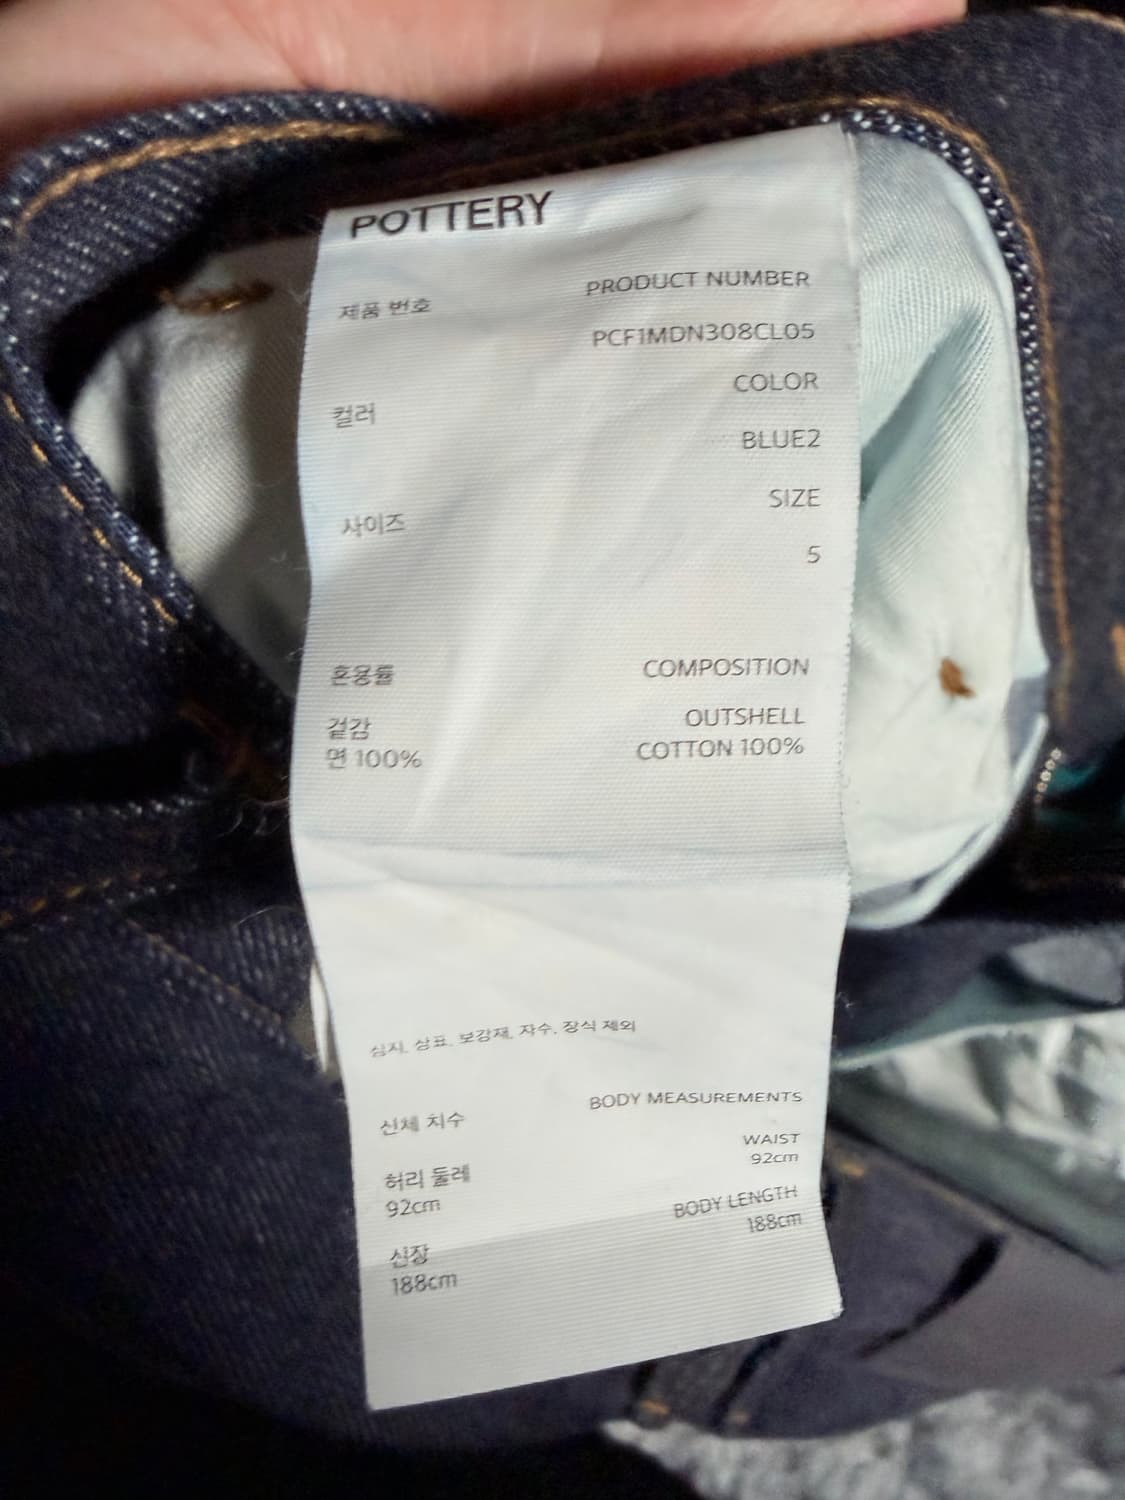 POTTERY
제품 번호
PRODUCT NUMBER
PCF1MDN308CL05
컬러
COLOR
BLUE2
사이즈
SIZE
5
혼용률
COMPOSITION
겉감
OUTSHELL
면 100%
COTTON 100%
심지, 상표, 보강재, 자수, 장식 제외
신체 치수
BODY MEASUREMENTS
허리 둘레
WAIST
92cm
92cm
신장
BODY LENGTH
188cm
188cm